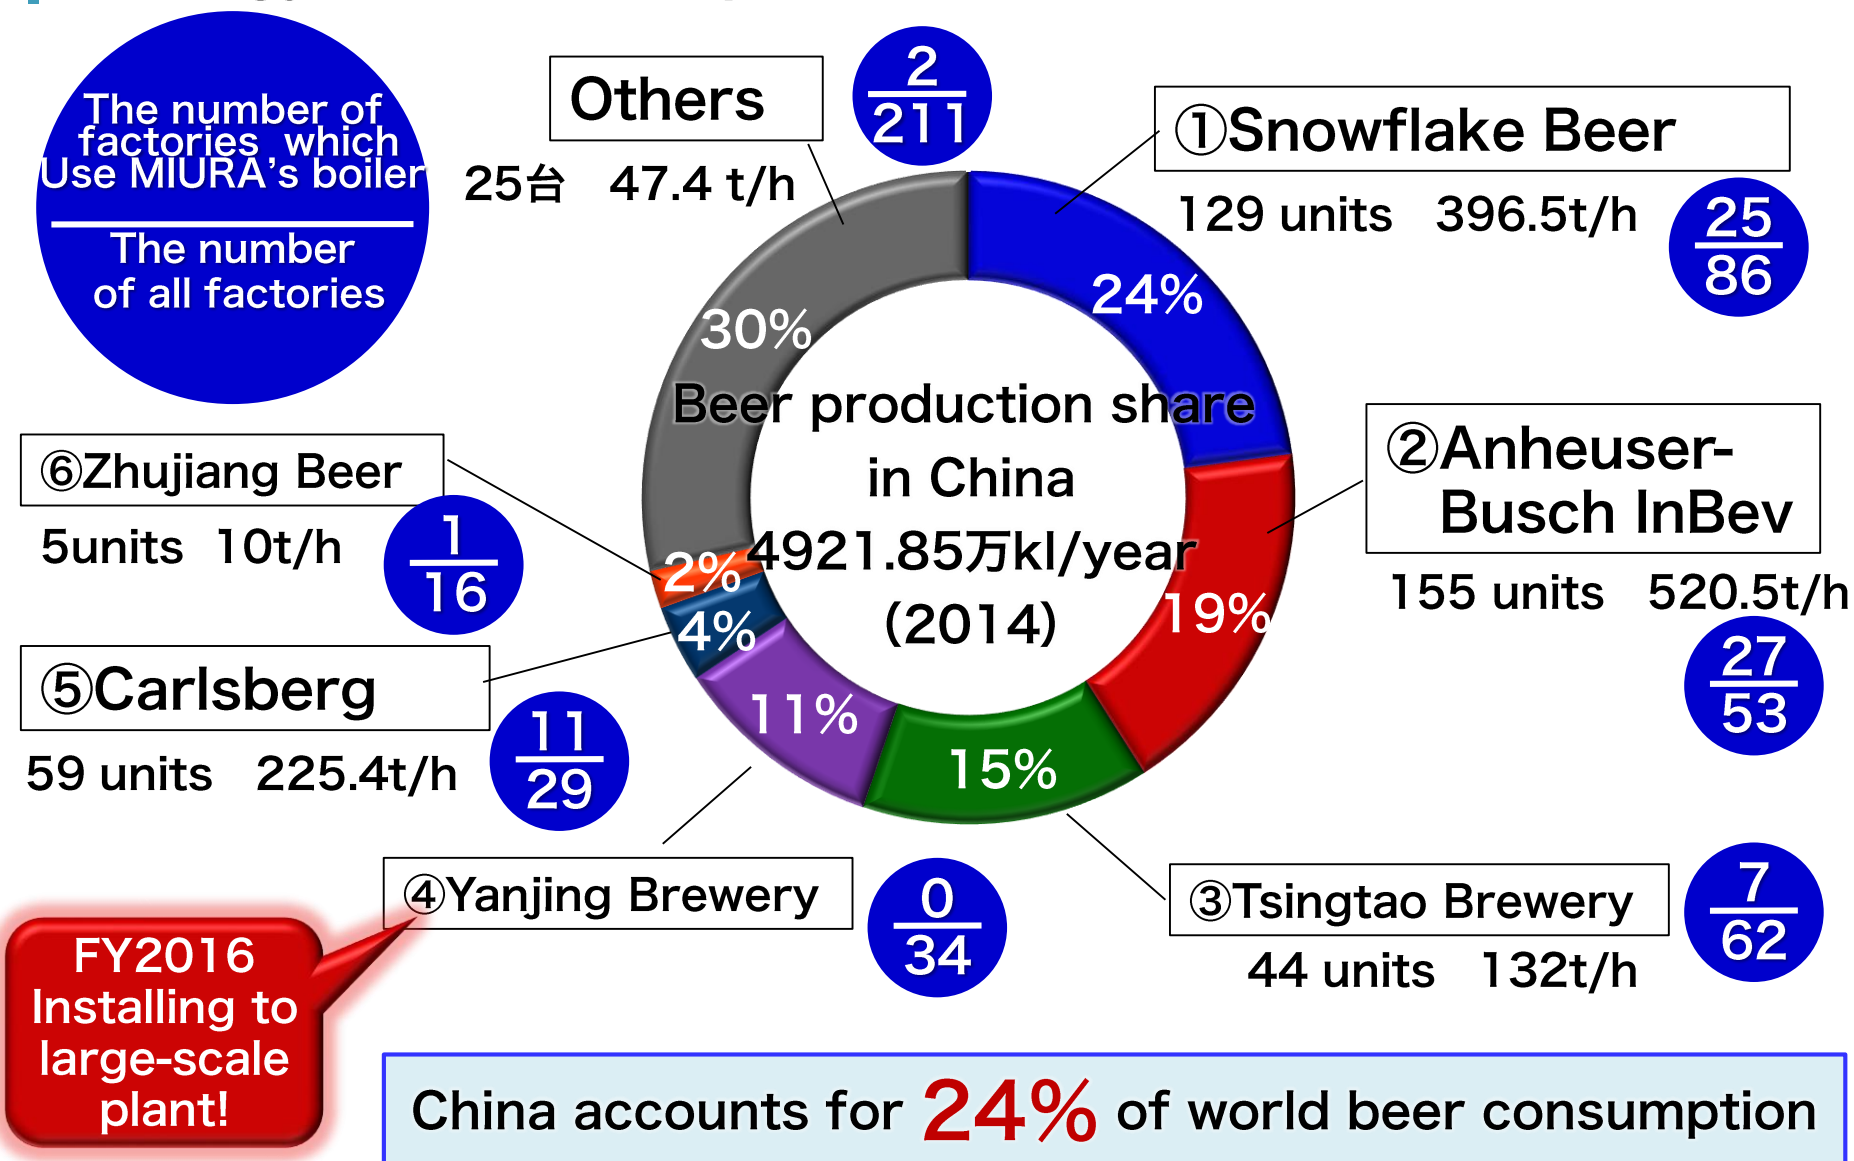 The number of
factories which
Use MIURA's boiler
The number
of all factories
Others
25台 47.4 t/h
2
211
①Snowflake Beer
129 units 396.5t/h
25
86
24%
30%
Beer production share
in China
4921.85万kl/year
(2014)
②Anheuser-
Busch InBev
155 units 520.5t/h
27
53
19%
⑥Zhujiang Beer
5units 10t/h
1
16
2%
4%
⑤Carlsberg
59 units 225.4t/h
11
29
11%
15%
④Yanjing Brewery
0
34
③Tsingtao Brewery
44 units 132t/h
7
62
FY2016
Installing to
large-scale
plant!
China accounts for 24% of world beer consumption